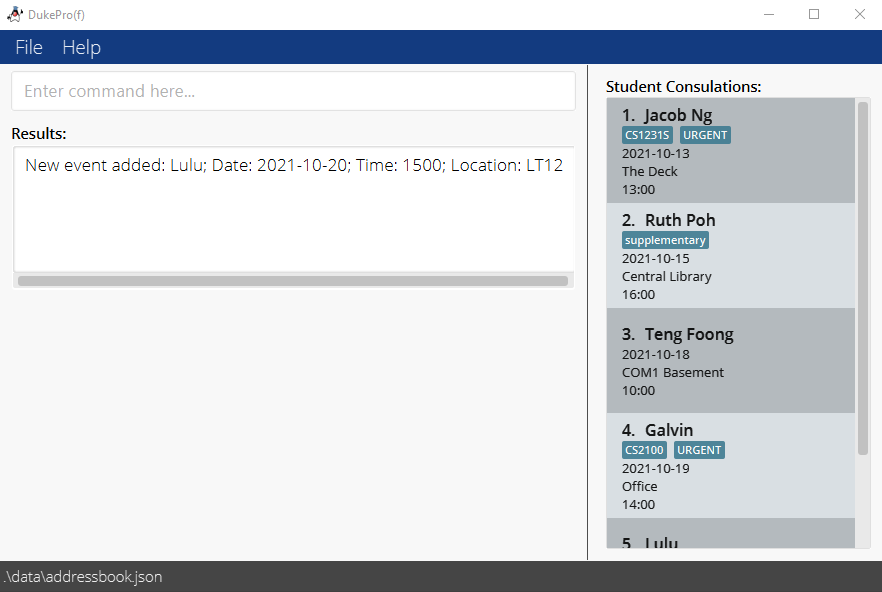 DukePro(f)
File Help
Enter command here...
Results:
New event added: Lulu; Date: 2021-10-20; Time: 1500; Location: LT12
Student Consulations:
1. Jacob Ng
CS1231S URGENT
2021-10-13
The Deck
13:00
2. Ruth Poh
supplementary
2021-10-15
Central Library
16:00
3. Teng Foong
2021-10-18
COM1 Basement
10:00
4. Galvin
CS2100 URGENT
2021-10-19
Office
14:00
5. Lulu
.\data\addressbook.json